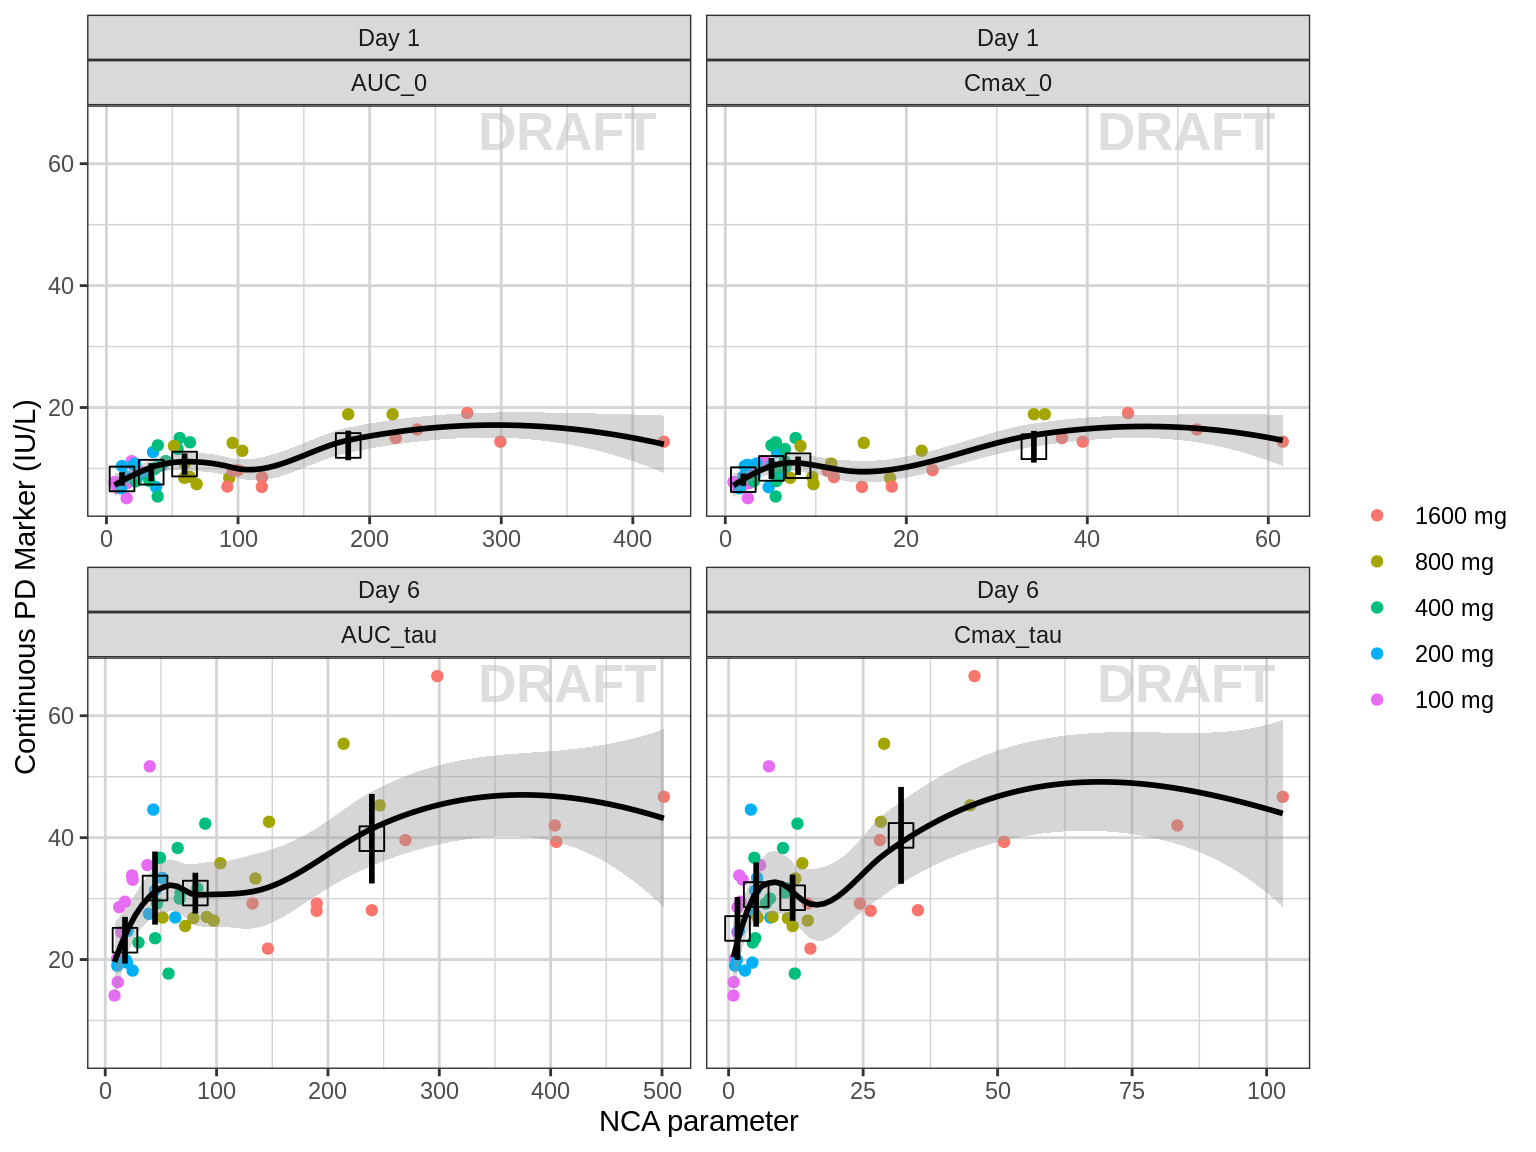 Day 1
AUC_0
Day 1
Cmax_0
DRAFT
DRAFT
60
40
20
0 100 200 300 400
0 20 40 60
Continuous PD Marker (IU/L)
Day 6
AUC_tau
Day 6
Cmax_tau
DRAFT
DRAFT
60
40
20
0 100 200 300 400 500
0 25 50 75 100
NCA parameter
1600 mg
800 mg
400 mg
200 mg
100 mg